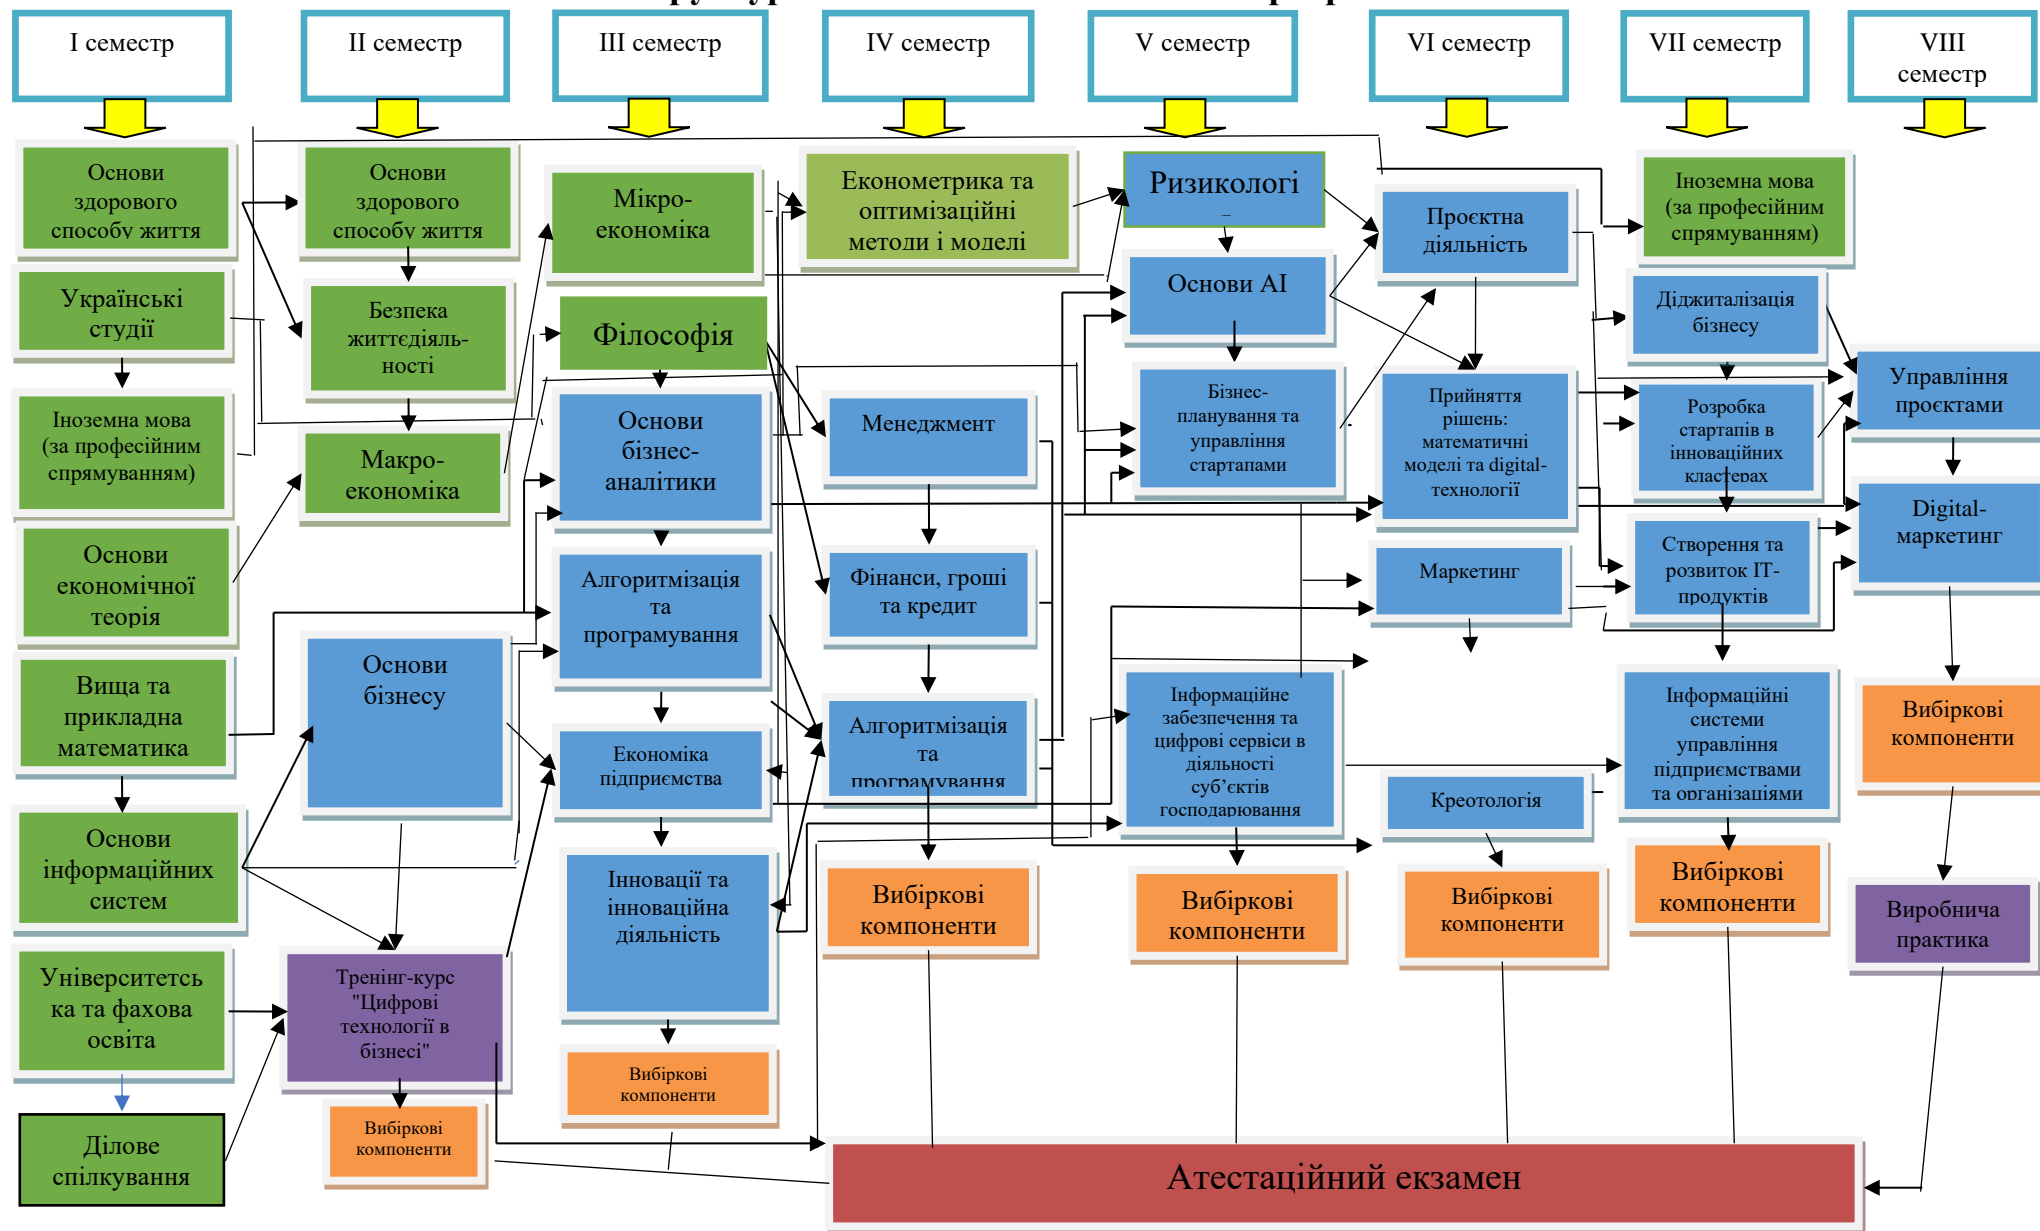 I семестр
II семестр
III семестр
IV семестр
V семестр
VI семестр
VII семестр
VIII
семестр
Основи
здорового
способу життя
Українські
студії
Іноземна мова
(за професійним
спрямуванням)
Основи
економічної
теорія
Вища та
прикладна
математика
Основи
інформаційних
систем
Університетсь
ка та фахова
освіта
Ділове
спілкування
Основи
здорового
способу життя
Безпека
життєдіяль-
ності
Макро-
економіка
Основи
бізнесу
Тренінг-курс
"Цифрові
технології в
бізнесі"
Вибіркові
компоненти
Мікро-
економіка
Філософія
Основи
бізнес-
аналітики
Алгоритмізація
та
програмування
Економіка
підприємства
Інновації та
інноваційна
діяльність
Вибіркові
компоненти
Економетрика та
оптимізаційні
методи і моделі
Менеджмент
Фінанси, гроші
та кредит
Алгоритмізація
та
програмування
Вибіркові
компоненти
Ризикологі
Основи AI
Бізнес-
планування та
управління
стартапами
Інформаційне
забезпечення та
цифрові сервіси в
діяльності
суб’єктів
господарювання
Вибіркові
компоненти
Проєктна
діяльність
Прийняття
рішень:
математичні
моделі та digital-
технології
Маркетинг
Креотологія
Вибіркові
компоненти
Іноземна мова
(за професійним
спрямуванням)
Діджиталізація
бізнесу
Розробка
стартапів в
інноваційних
кластерах
Створення та
розвиток ІТ-
продуктів
Інформаційні
системи
управління
підприємствами
та організаціями
Вибіркові
компоненти
Управління
проєктами
Digital-
маркетинг
Вибіркові
компоненти
Виробнича
практика
Атестаційний екзамен